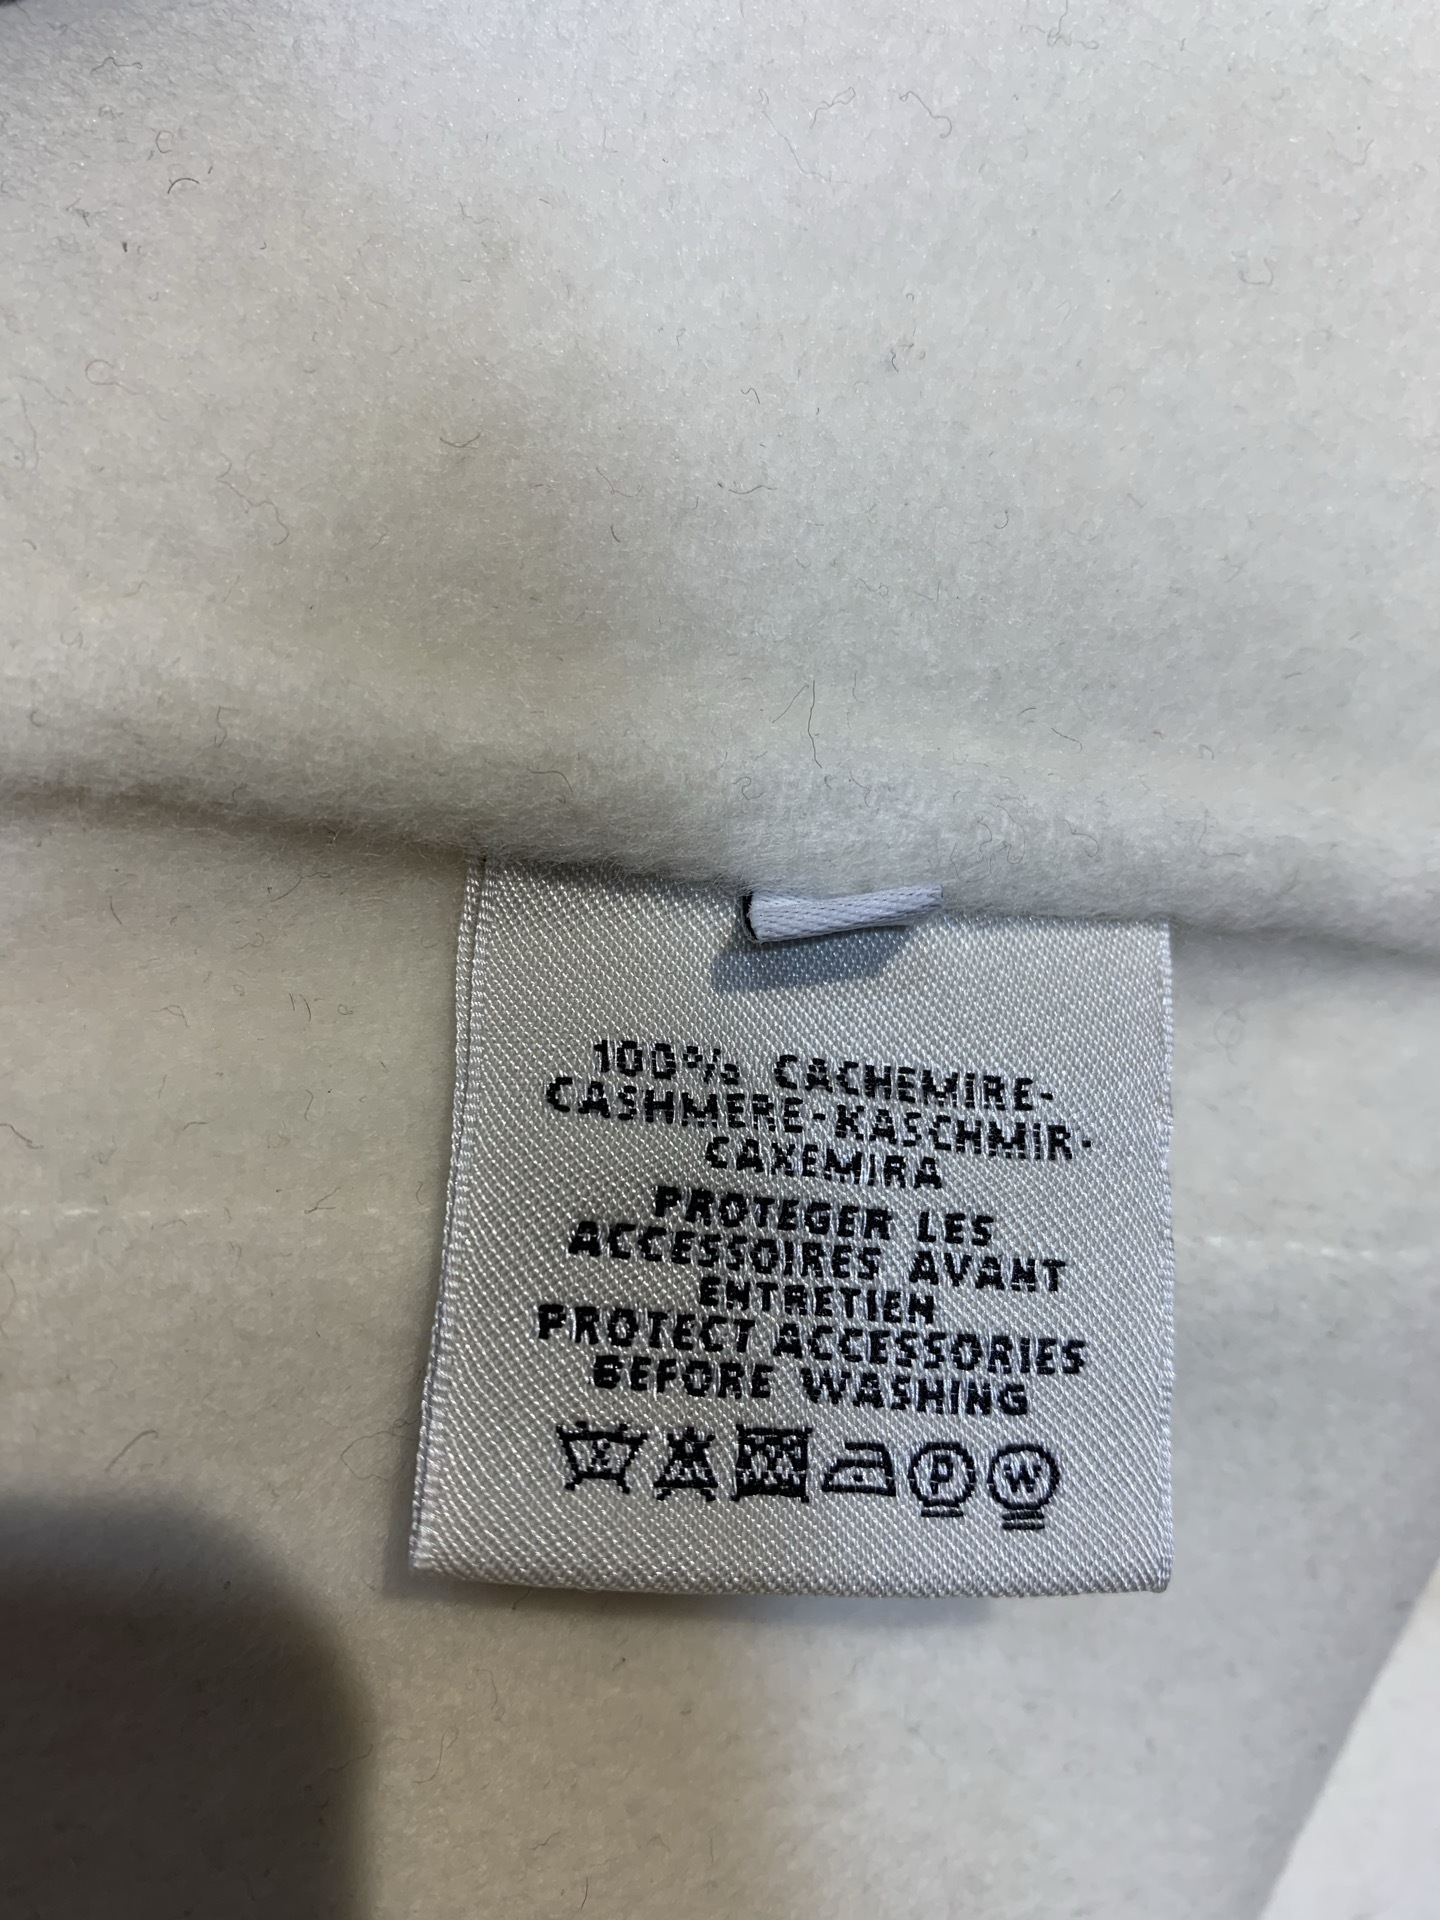 100% CACHEMIRE-
CASHMERE-KASCHMIR-
CAXEMIRA
PROTEGER LES
ACCESSOIRES AVANT
ENTRETIEN
PROTECT ACCESSORIES
BEFORE WASHING
P W